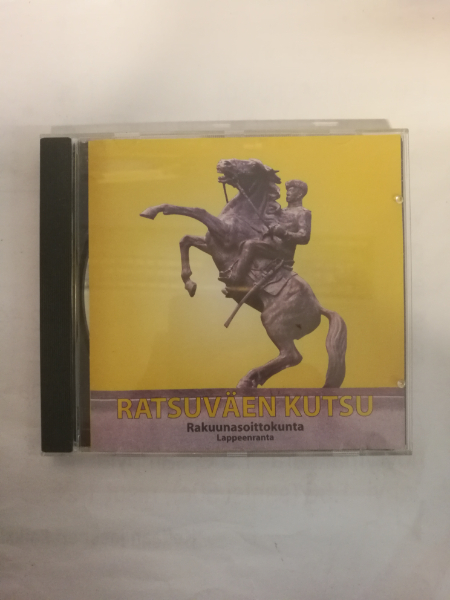 RATSUVÄEN KUTSU
Rakuunasoittokunta
Lappeenranta